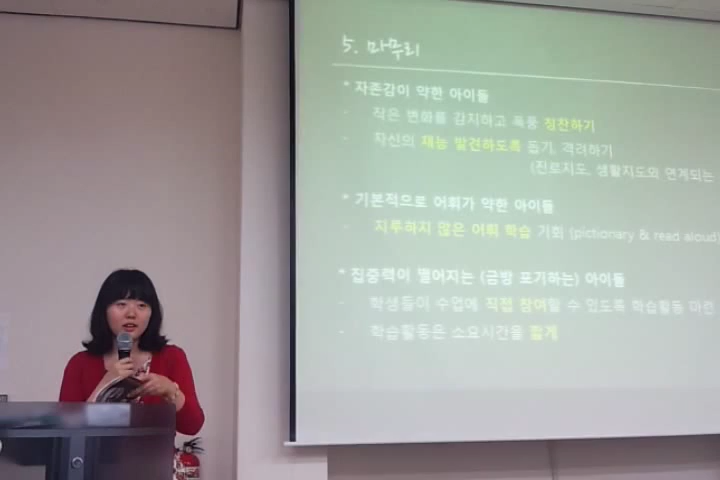 5. 마무리
* 자존감이 약한 아이들
- 작은 변화를 감지하고 폭풍 칭찬하기
- 자신의 재능 발견하도록 돕기, 격려하기
(진로지도, 생활지도와 연계되는
* 기본적으로 어휘가 약한 아이들
- 지루하지 않은 어휘 학습 기회 (pictionary & read aloud)
* 집중력이 떨어지는 (금방 포기하는) 아이들
- 학생들이 수업에 직접 참여할 수 있도록 학습활동 마련
- 학습활동은 소요시간을 짧게